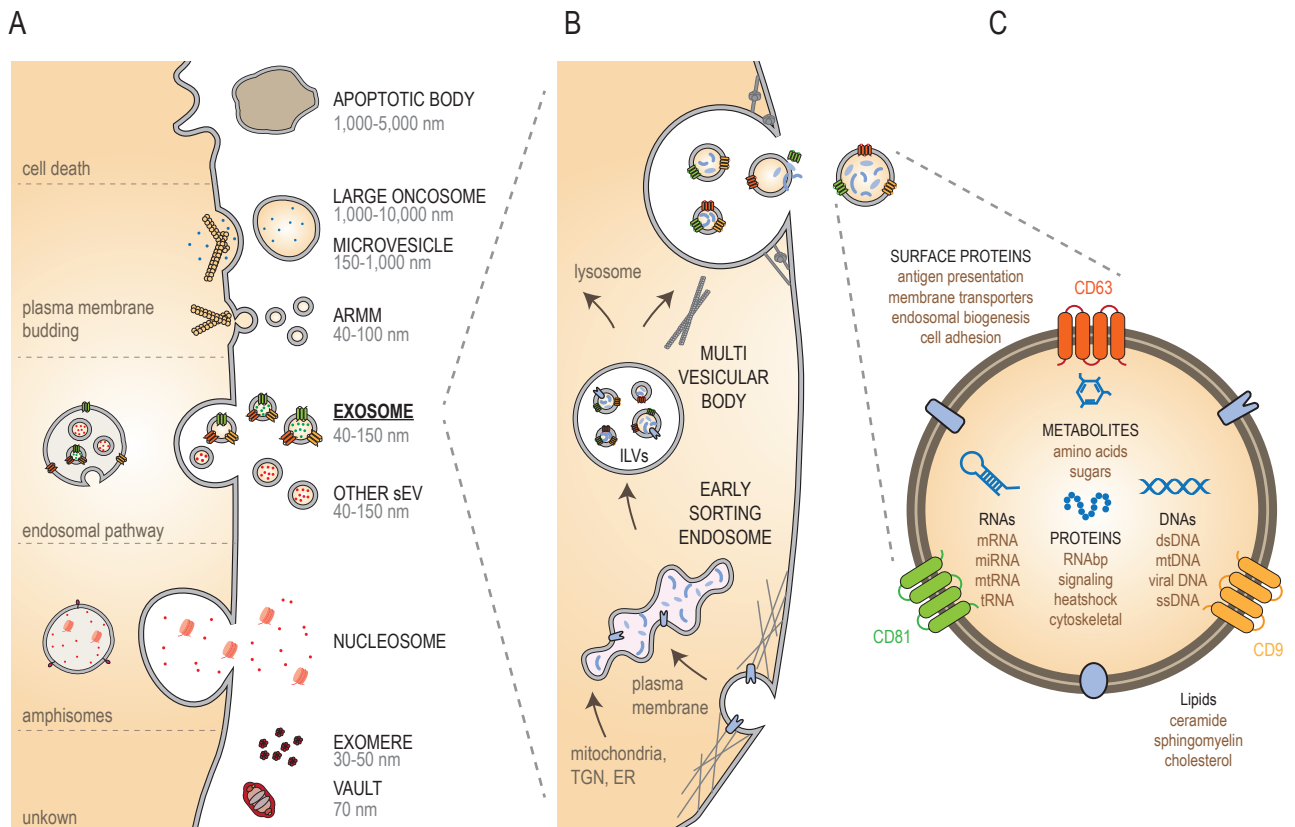 A
APOPTOTIC BODY
1,000-5,000 nm
cell death
LARGE ONCOSOME
1,000-10,000 nm
MICROVESICLE
150-1,000 nm
plasma membrane
budding
ARMM
40-100 nm
EXOSOME
40-150 nm
OTHER sEV
40-150 nm
endosomal pathway
NUCLEOSOME
amphisomes
EXOMERE
30-50 nm
VAULT
70 nm
unkown
B
lysosome
MULTI
VESICULAR
BODY
ILVs
EARLY
SORTING
ENDOSOME
plasma
membrane
mitochondria,
TGN, ER
C
SURFACE PROTEINS
antigen presentation
membrane transporters
endosomal biogenesis
cell adhesion
CD63
METABOLITES
amino acids
sugars
RNAs
mRNA
miRNA
mtRNA
tRNA
PROTEINS
RNAbp
signaling
heatshock
cytoskeletal
DNAs
dsDNA
mtDNA
viral DNA
ssDNA
CD81
CD9
Lipids
ceramide
sphingomyelin
cholesterol